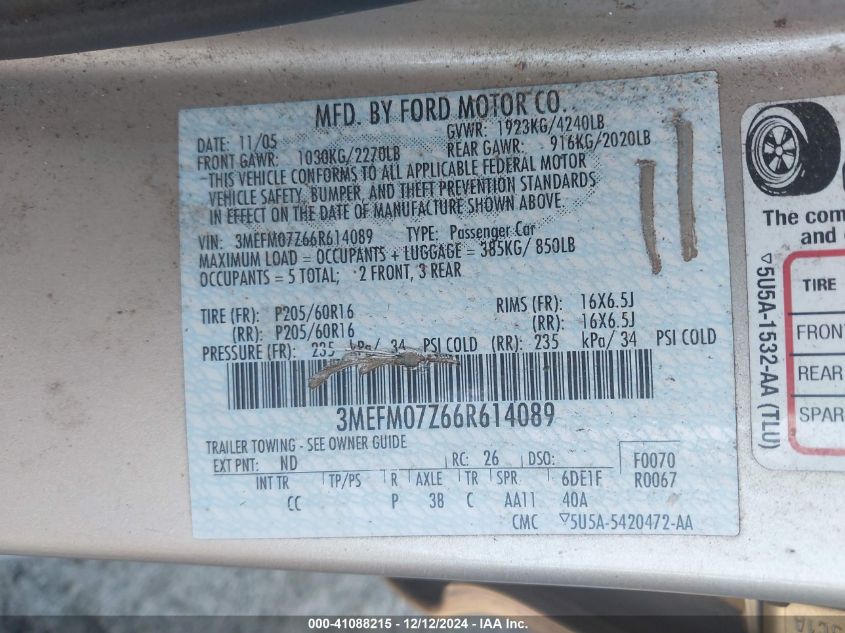 MFD. BY FORD MOTOR CO.
DATE: 11/05 GVWR: 1923KG/4240LB
FRONT GAWR: 1030KG/2270LB REAR GAWR: 916KG/2020LB
THIS VEHICLE CONFORMS TO ALL APPLICABLE FEDERAL MOTOR
VEHICLE SAFETY, BUMPER, AND THEFT PREVENTION STANDARDS
IN EFFECT ON THE DATE OF MANUFACTURE SHOWN ABOVE.
VIN: 3MEFM07Z66R614089 TYPE: Passenger Car
MAXIMUM LOAD = OCCUPANTS + LUGGAGE = 385KG/ 850LB
OCCUPANTS = 5 TOTAL; -2 FRONT, 3 REAR
TIRE (FR): P205/60R16 RIMS (FR): 16X6.5J
(RR): P205/60R16 (RR): 16X6.5J
PRESSURE (FR): 235 kPa/ 34 PSI COLD (RR): 235 kPa/ 34 PSI COLD
3MEFM07Z66R614089
TRAILER TOWING - SEE OWNER GUIDE
EXT PNT: ND RC: 26 DSO: F0070
INT TR TP/PS R AXLE TR SPR 6DE1F R0067
CC P 38 C AA11 40A
CMC ▽5U5A-5420472-AA
The com
and
▽5U5A-1532-AA (TLU)
TIRE
FRON
REAR
SPAR
000-41088215 - 12/12/2024 - IAAI.COM